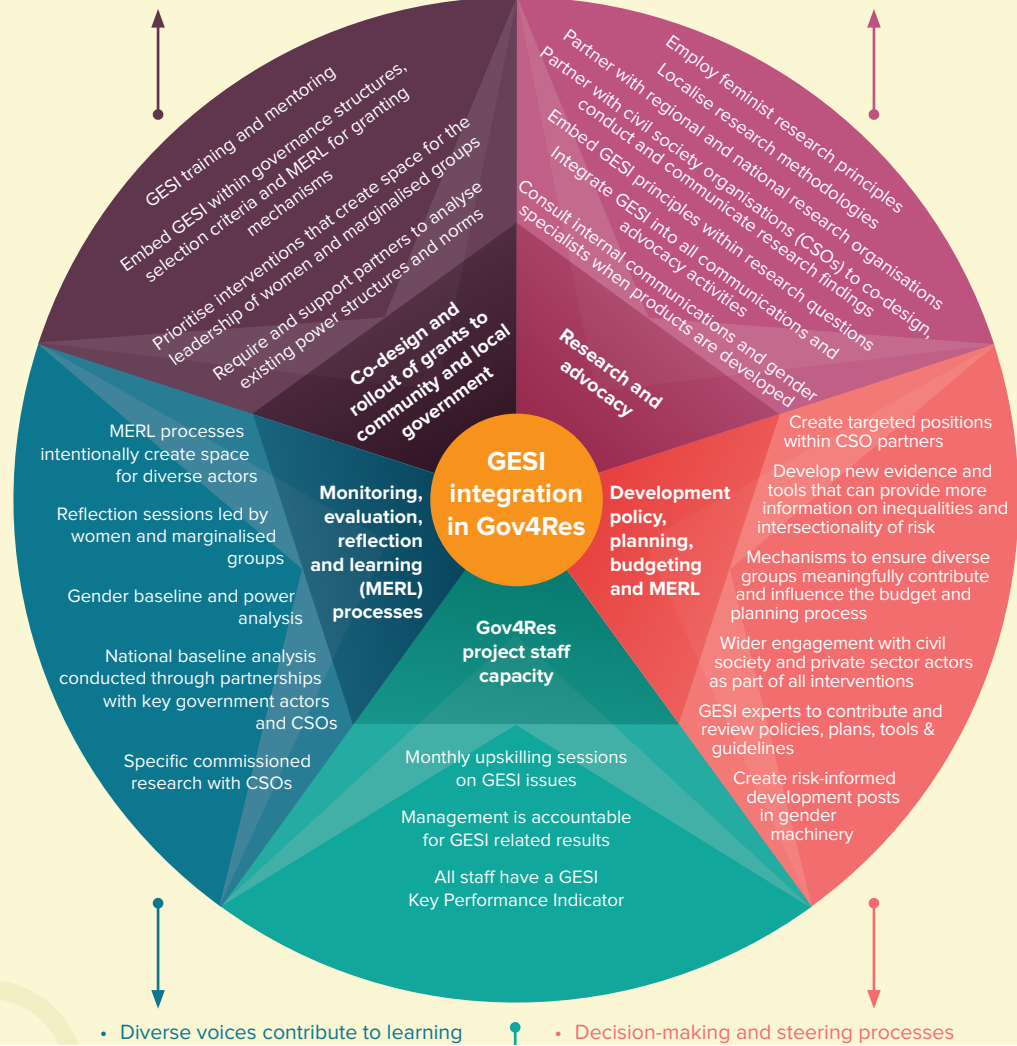 GESI training and mentoring
Embed GESI within governance structures,
selection criteria and MERL for granting
mechanisms
Prioritise interventions that create space for the
leadership of women and marginalised groups
Require and support partners to analyse
existing power structures and norms
Co-design and
rollout of grants to
community and local
government
Employ feminist research principles
Localise research methodologies
Partner with regional and national research organisations
Partner with civil society organisations (CSOs) to co-design,
conduct and communicate research findings
Embed GESI principles within research questions
Integrate GESI into all communications and
advocacy activities
Consult internal communications and gender
specialists when products are developed
Research and
advocacy
GESI
integration
in Gov4Res
MERL processes
intentionally create space
for diverse actors
Reflection sessions led by
women and marginalised
groups
Gender baseline and power
analysis
National baseline analysis
conducted through partnerships
with key government actors
and CSOs
Specific commissioned
research with CSOs
Monitoring,
evaluation,
reflection
and learning
(MERL)
processes
Development
policy,
planning,
budgeting
and MERL
Create targeted positions
within CSO partners
Develop new evidence and
tools that can provide more
information on inequalities and
intersectionality of risk
Mechanisms to ensure diverse
groups meaningfully contribute
and influence the budget and
planning process
Wider engagement with civil
society and private sector actors
as part of all interventions
GESI experts to contribute and
review policies, plans, tools &
guidelines
Create risk-informed
development posts
in gender
machinery
Gov4Res
project staff
capacity
Monthly upskilling sessions
on GESI issues
Management is accountable
for GESI related results
All staff have a GESI
Key Performance Indicator
• Diverse voices contribute to learning
• Decision-making and steering processes